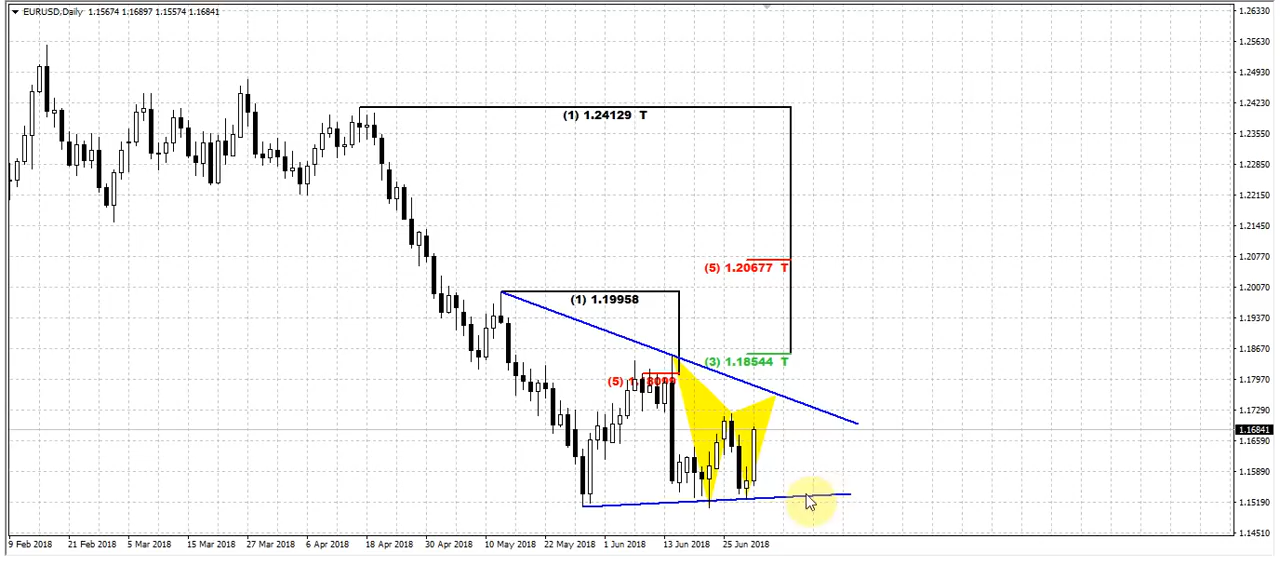 EURUSD,Daily 1.15674 1.16897 1.15574 1.16841
1.26330
1.25630
1.24930
1.24230
1.23550
1.22850
1.22150
1.21450
1.20770
1.20070
1.19370
1.18670
1.17970
1.17290
1.16841
1.16590
1.15890
1.15190
1.14510
(1) 1.24129 T
(5) 1.20677 T
(1) 1.19958
(3) 1.18544 T
(5)
9 Feb 2018
21 Feb 2018
5 Mar 2018
15 Mar 2018
27 Mar 2018
6 Apr 2018
18 Apr 2018
30 Apr 2018
10 May 2018
22 May 2018
1 Jun 2018
13 Jun 2018
25 Jun 2018